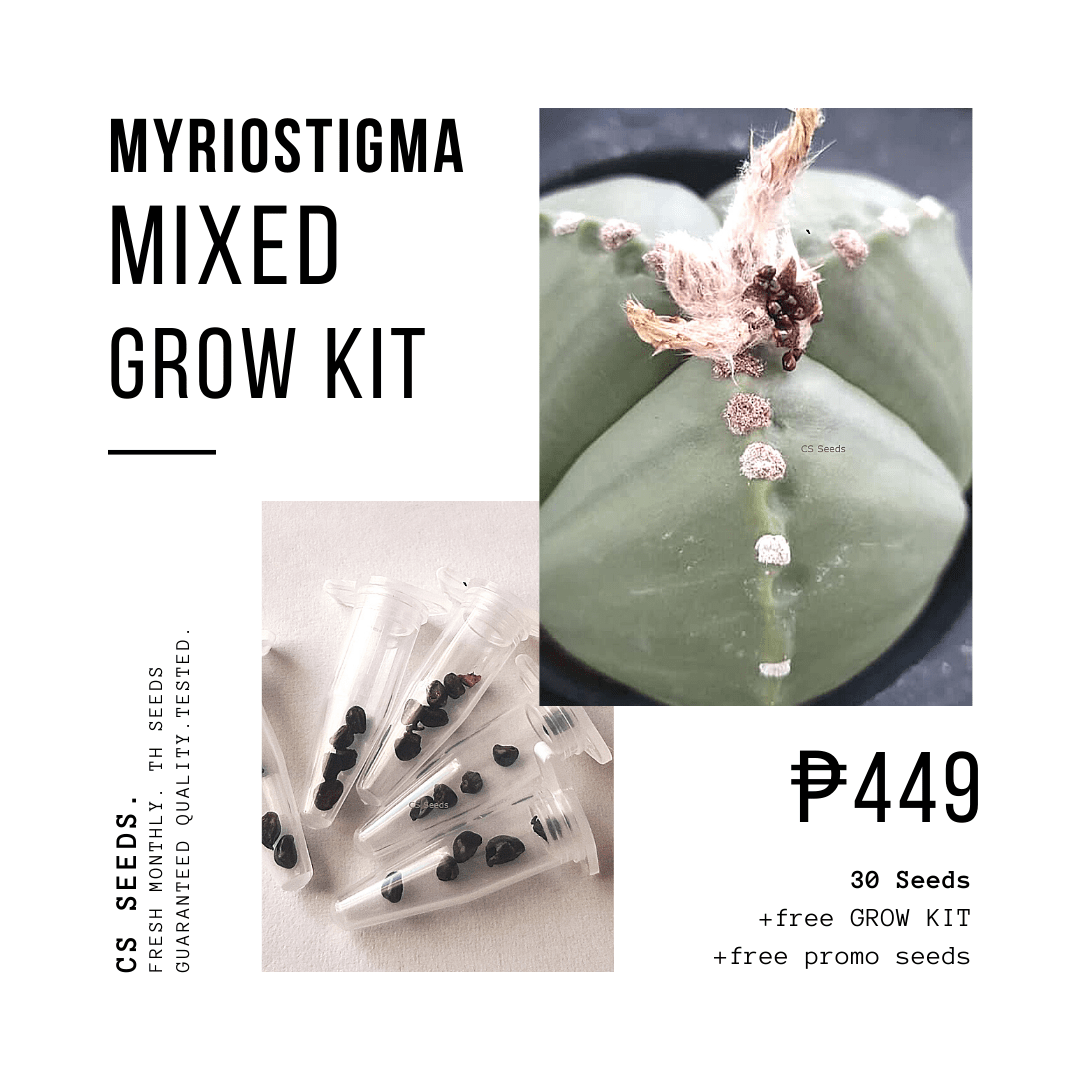 MYRIOSTIGMA
MIXED
GROW KIT
CS Seeds
CS Seeds
CS SEEDS.
FRESH MONTHLY. TH SEEDS
GUARANTEED QUALITY.TESTED.
₱449
30 Seeds
+free GROW KIT
+free promo seeds